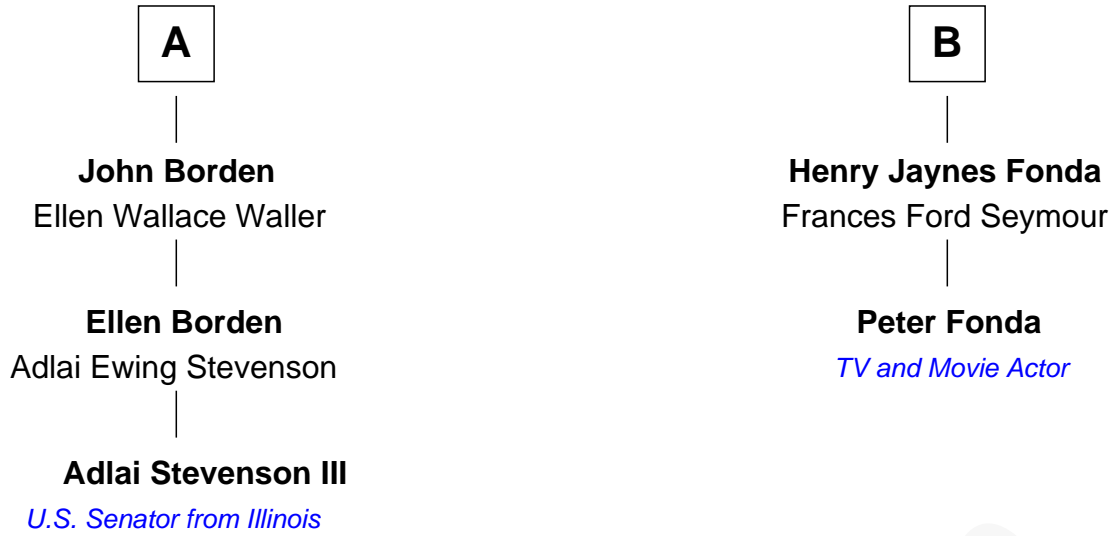 A
John Borden
Ellen Wallace Waller
Ellen Borden
Adlai Ewing Stevenson
Adlai Stevenson III
U.S. Senator from Illinois
B
Henry Jaynes Fonda
Frances Ford Seymour
Peter Fonda
TV and Movie Actor